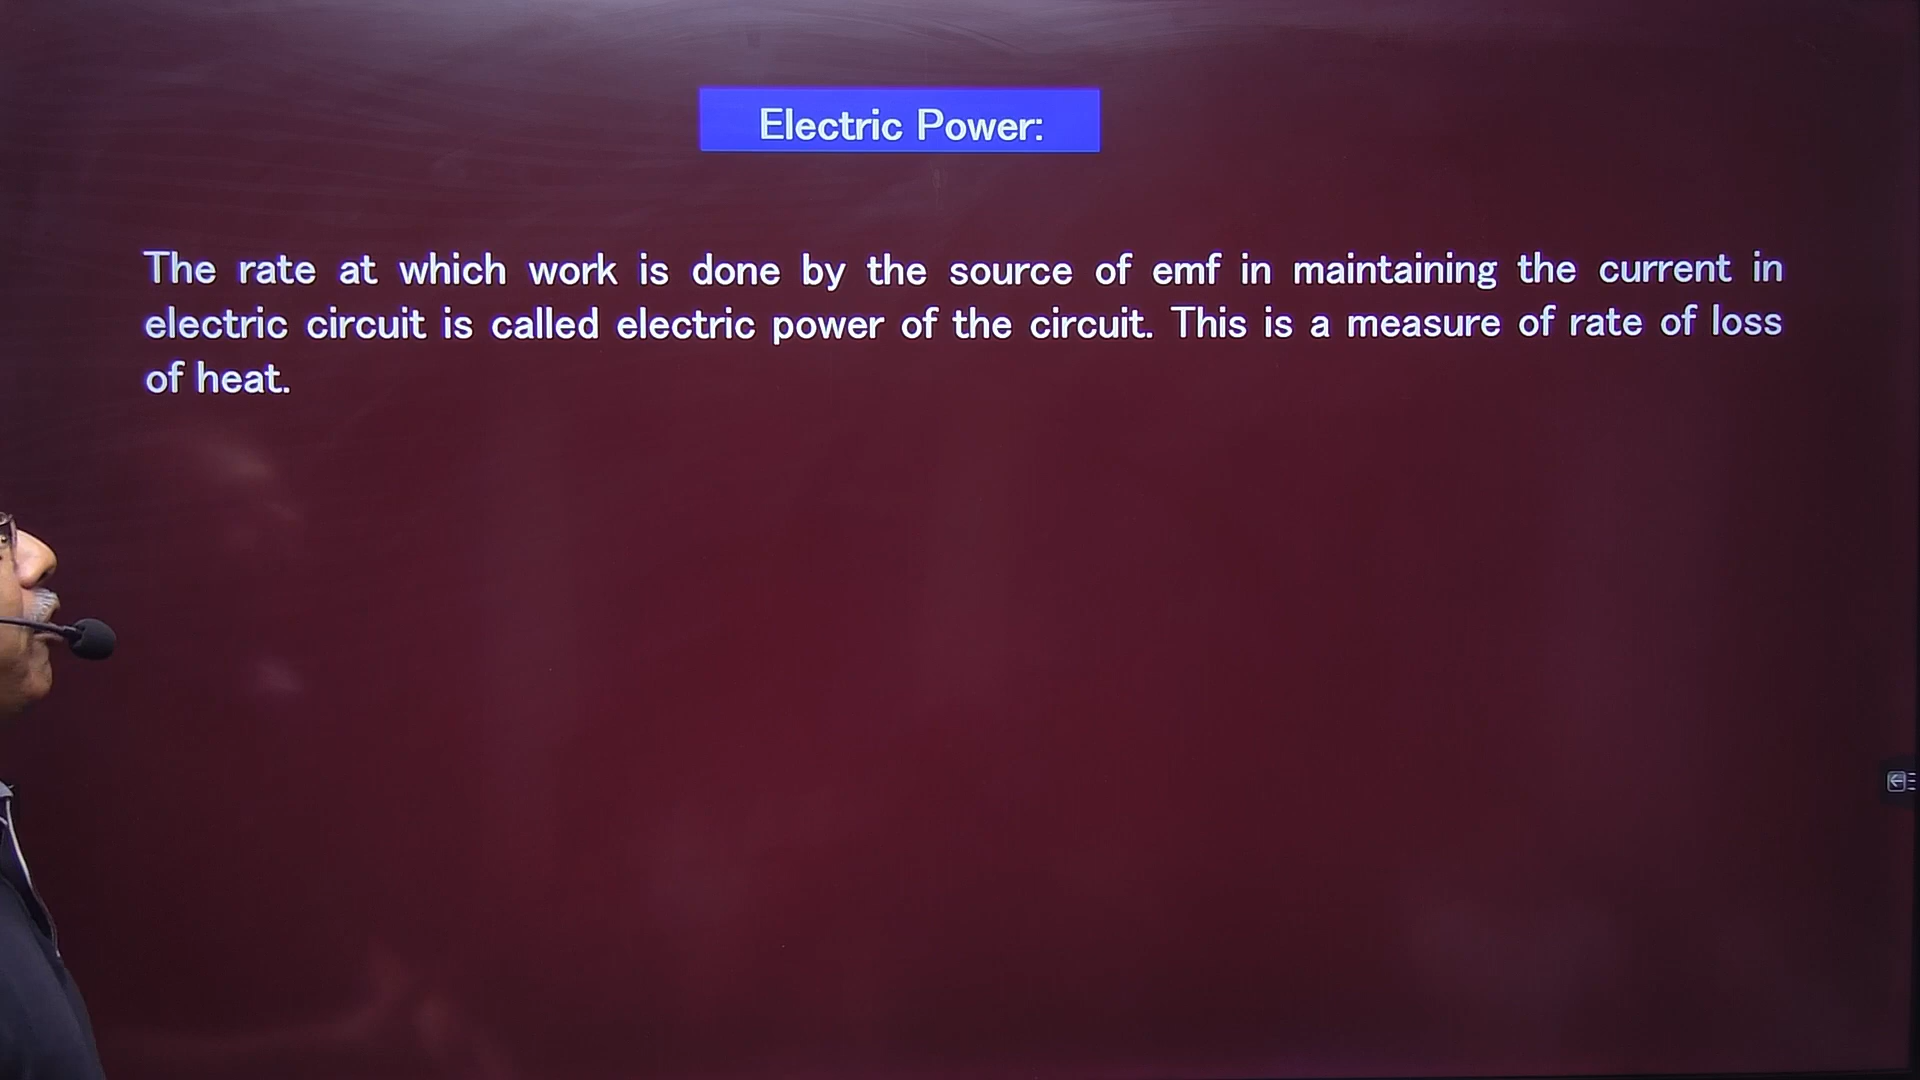 Electric Power:
The rate at which work is done by the source of emf in maintaining the current in
electric circuit is called electric power of the circuit. This is a measure of rate of loss
of heat.